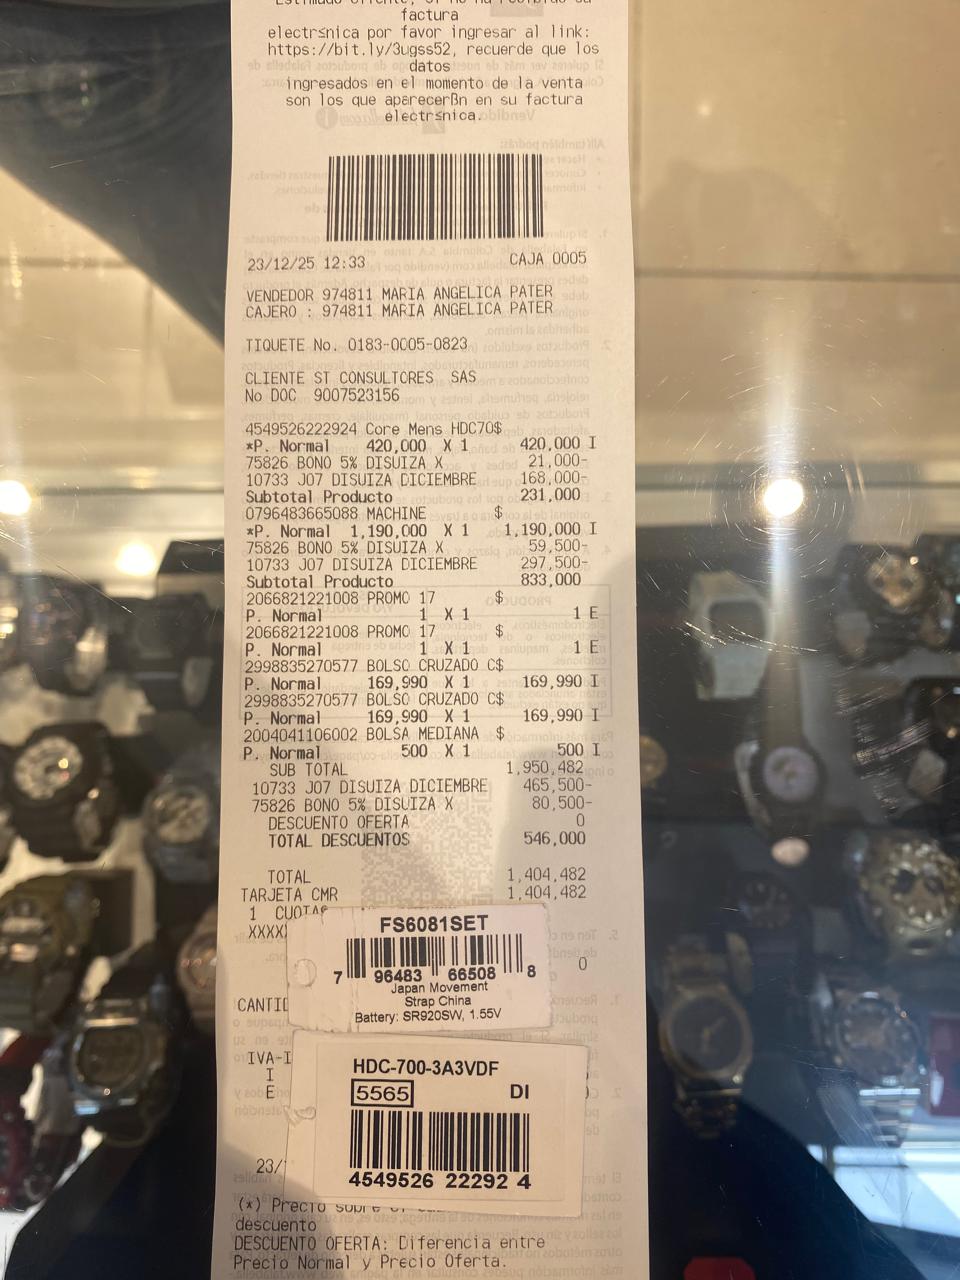 factura
electr≤nica por favor ingresar al link:
https://bit.ly/3ugss52, recuerde que los
datos
ingresados en el momento de la venta
son los que aparecerßn en su factura
electr≤nica.
23/12/25 12:33 CAJA 0005
VENDEDOR 974811 MARIA ANGELICA PATER
CAJERO : 974811 MARIA ANGELICA PATER
TIQUETE No. 0183-0005-0823
CLIENTE ST CONSULTORES SAS
No DOC 9007523156
4549526222924 Core Mens HDC70$
*P. Normal 420,000 X 1 420,000 I
75826 BONO 5% DISUIZA X 21,000-
10733 J07 DISUIZA DICIEMBRE 168,000-
Subtotal Producto 231,000
0796483665088 MACHINE $
*P. Normal 1,190,000 X 1 1,190,000 I
75826 BONO 5% DISUIZA X 59,500-
10733 J07 DISUIZA DICIEMBRE 297,500-
Subtotal Producto 833,000
2066821221008 PROMO 17 $
P. Normal 1 X 1 1 E
2066821221008 PROMO 17 $
P. Normal 1 X 1 1 E
2998835270577 BOLSO CRUZADO C$
P. Normal 169,990 X 1 169,990 I
2998835270577 BOLSO CRUZADO C$
P. Normal 169,990 X 1 169,990 I
2004041106002 BOLSA MEDIANA $
P. Normal 500 X 1 500 I
SUB TOTAL 1,950,482
10733 J07 DISUIZA DICIEMBRE 465,500-
75826 BONO 5% DISUIZA X 80,500-
DESCUENTO OFERTA 0
TOTAL DESCUENTOS 546,000
TOTAL 1,404,482
TARJETA CMR 1,404,482
1 CUOTAS
XXXX
0
FS6081SET
7 96483 66508 8
Japan Movement
Strap China
Battery: SR920SW, 1.55V
CANTID
IVA-I
I
E
HDC-700-3A3VDF
5565 DI
4549526 22292 4
23/
(*) Precio sobre el
descuento
DESCUENTO OFERTA: Diferencia entre
Precio Normal y Precio Oferta.